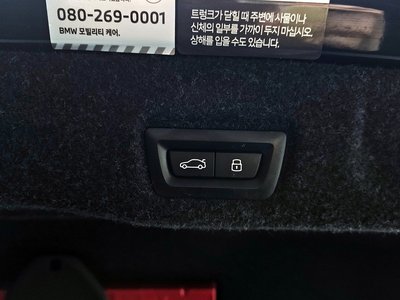 080-269-0001
BMW 모빌리티 케어.
트렁크가 닫힐 때 주변에 사물이나
신체의 일부를 가까이 두지 마십시오.
상해를 입을 수도 있습니다.